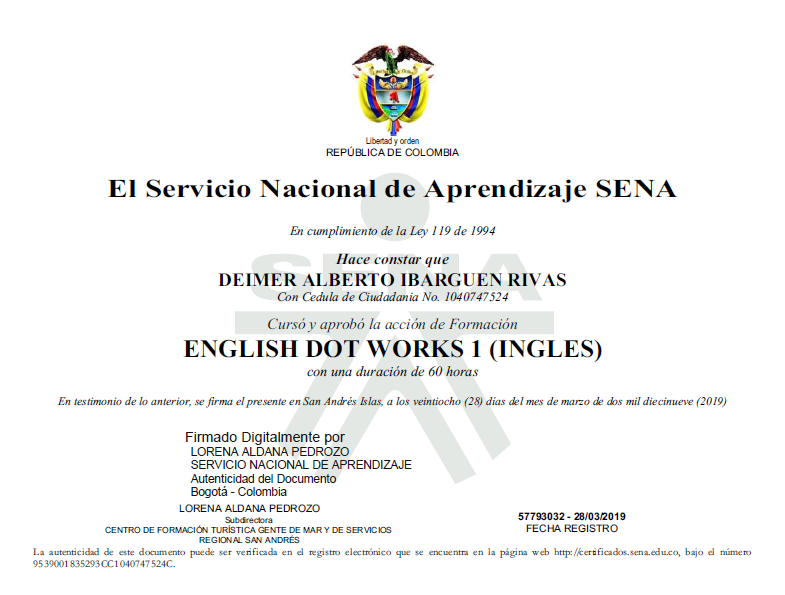 Libertad y orden
REPÚBLICA DE COLOMBIA
El Servicio Nacional de Aprendizaje SENA
En cumplimiento de la Ley 119 de 1994
SENA
Hace constar que
DEIMER ALBERTO IBARGUEN RIVAS
Con Cedula de Ciudadania No. 1040747524
Cursó y aprobó la acción de Formación
ENGLISH DOT WORKS 1 (INGLES)
con una duración de 60 horas
En testimonio de lo anterior, se firma el presente en San Andrés Islas, a los veintiocho (28) días del mes de marzo de dos mil diecinueve (2019)
Firmado Digitalmente por
LORENA ALDANA PEDROZO
SERVICIO NACIONAL DE APRENDIZAJE
Autenticidad del Documento
Bogotá - Colombia
LORENA ALDANA PEDROZO
Subdirectora
CENTRO DE FORMACIÓN TURÍSTICA GENTE DE MAR Y DE SERVICIOS
REGIONAL SAN ANDRÉS
57793032 - 28/03/2019
FECHA REGISTRO
La autenticidad de este documento puede ser verificada en el registro electrónico que se encuentra en la página web http://certificados.sena.edu.co, bajo el número
9539001835293CC1040747524C.